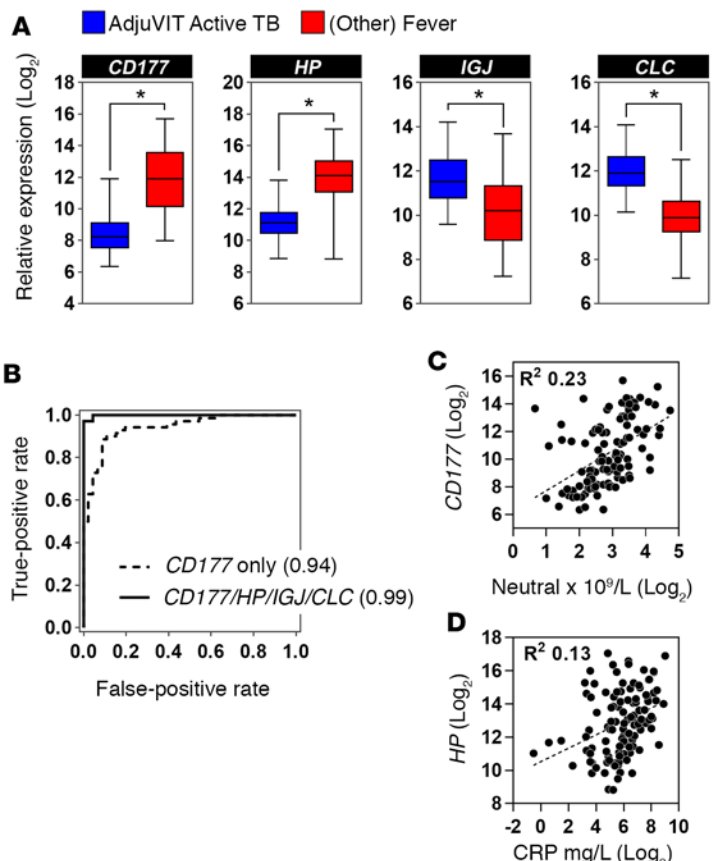 A
AdjuVIT Active TB (Other) Fever
CD177 HP IGJ CLC
Relative expression (Log2)
18
16
14
12
10
8
6
4
*
20
18
16
14
12
10
8
6
*
16
14
12
10
8
6
*
16
14
12
10
8
6
*
B
True-positive rate
1.0
0.8
0.6
0.4
0.2
0.0
CD177 only (0.94)
CD177/HP/IGJ/CLC (0.99)
0.0 0.2 0.4 0.6 0.8 1.0
False-positive rate
C
R2 0.23
CD177 (Log2)
16
14
12
10
8
6
0 1 2 3 4 5
Neutral x 10⁹/L (Log2)
D
R2 0.13
HP (Log2)
18
16
14
12
10
8
-2 0 2 4 6 8 10
CRP mg/L (Log2)